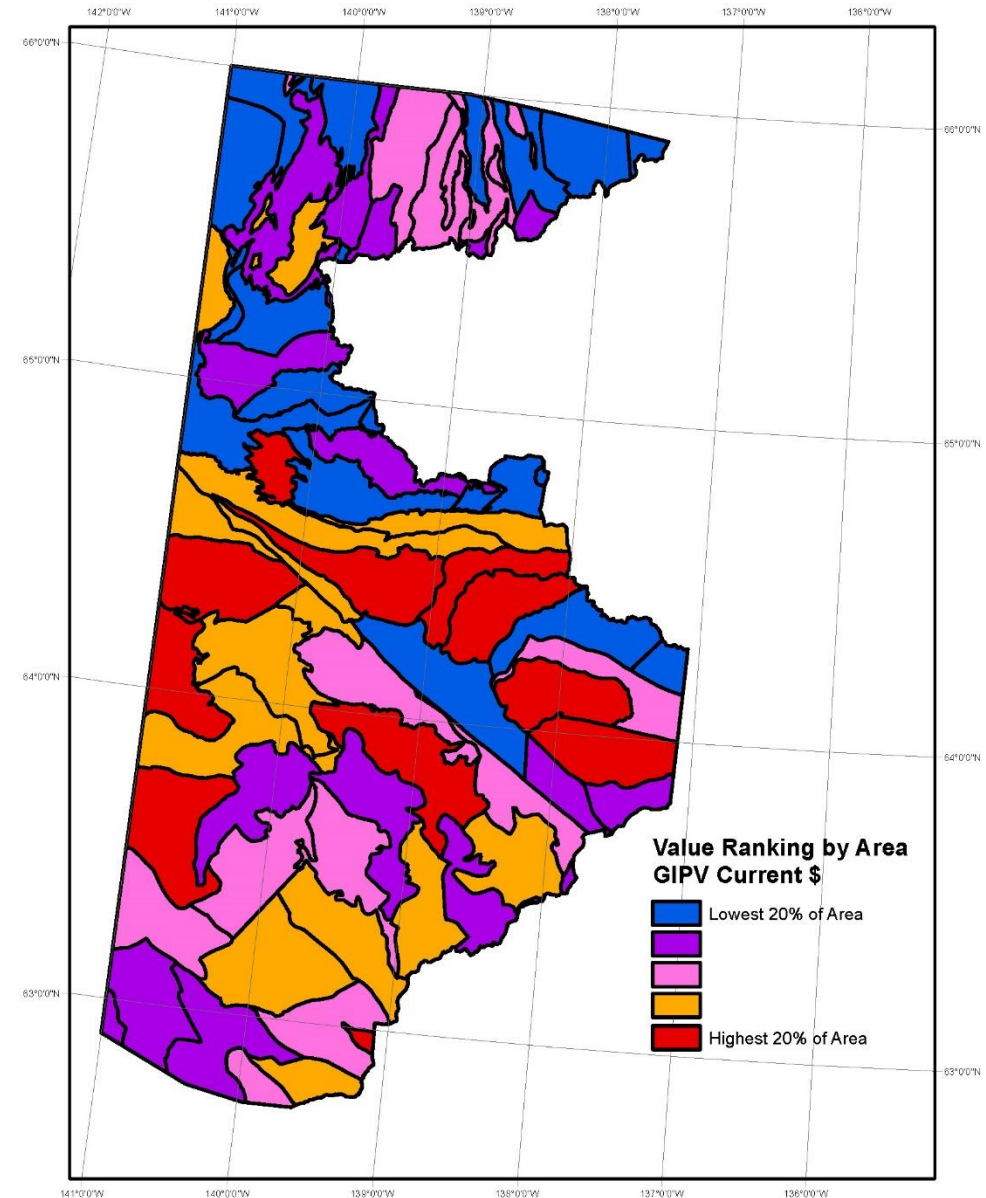 142°0'0"W 141°0'0"W 140°0'0"W 139°0'0"W 138°0'0"W 137°0'0"W 136°0'0"W
66°0'0"N
66°0'0"N
65°0'0"N
65°0'0"N
64°0'0"N
64°0'0"N
Value Ranking by Area
GIPV Current $
Lowest 20% of Area
63°0'0"N
Highest 20% of Area
63°0'0"N
141°0'0"W 140°0'0"W 139°0'0"W 138°0'0"W 137°0'0"W 136°0'0"W